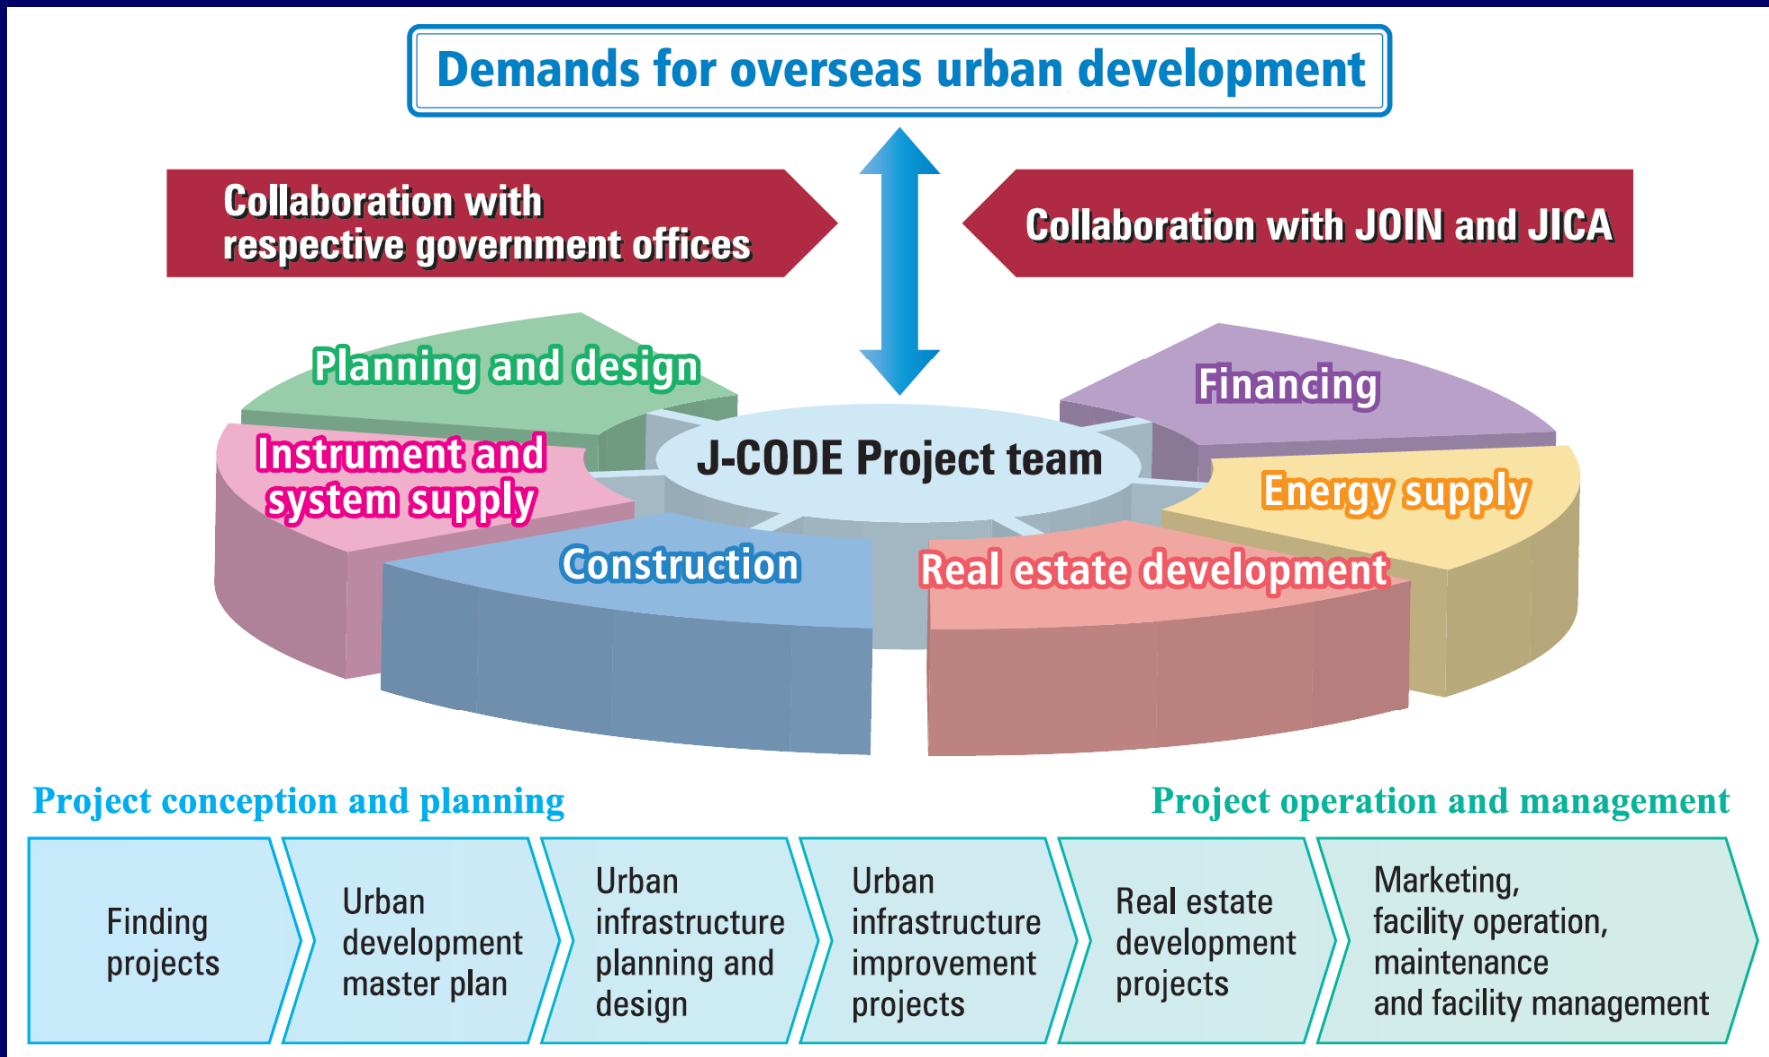 Demands for overseas urban development
Collaboration with
respective government offices
Collaboration with JOIN and JICA
Planning and design
Financing
Instrument and
system supply
J-CODE Project team
Energy supply
Construction
Real estate development
Project conception and planning
Project operation and management
Finding
projects
Urban
development
master plan
Urban
infrastructure
planning and
design
Urban
infrastructure
improvement
projects
Real estate
development
projects
Marketing,
facility operation,
maintenance
and facility management